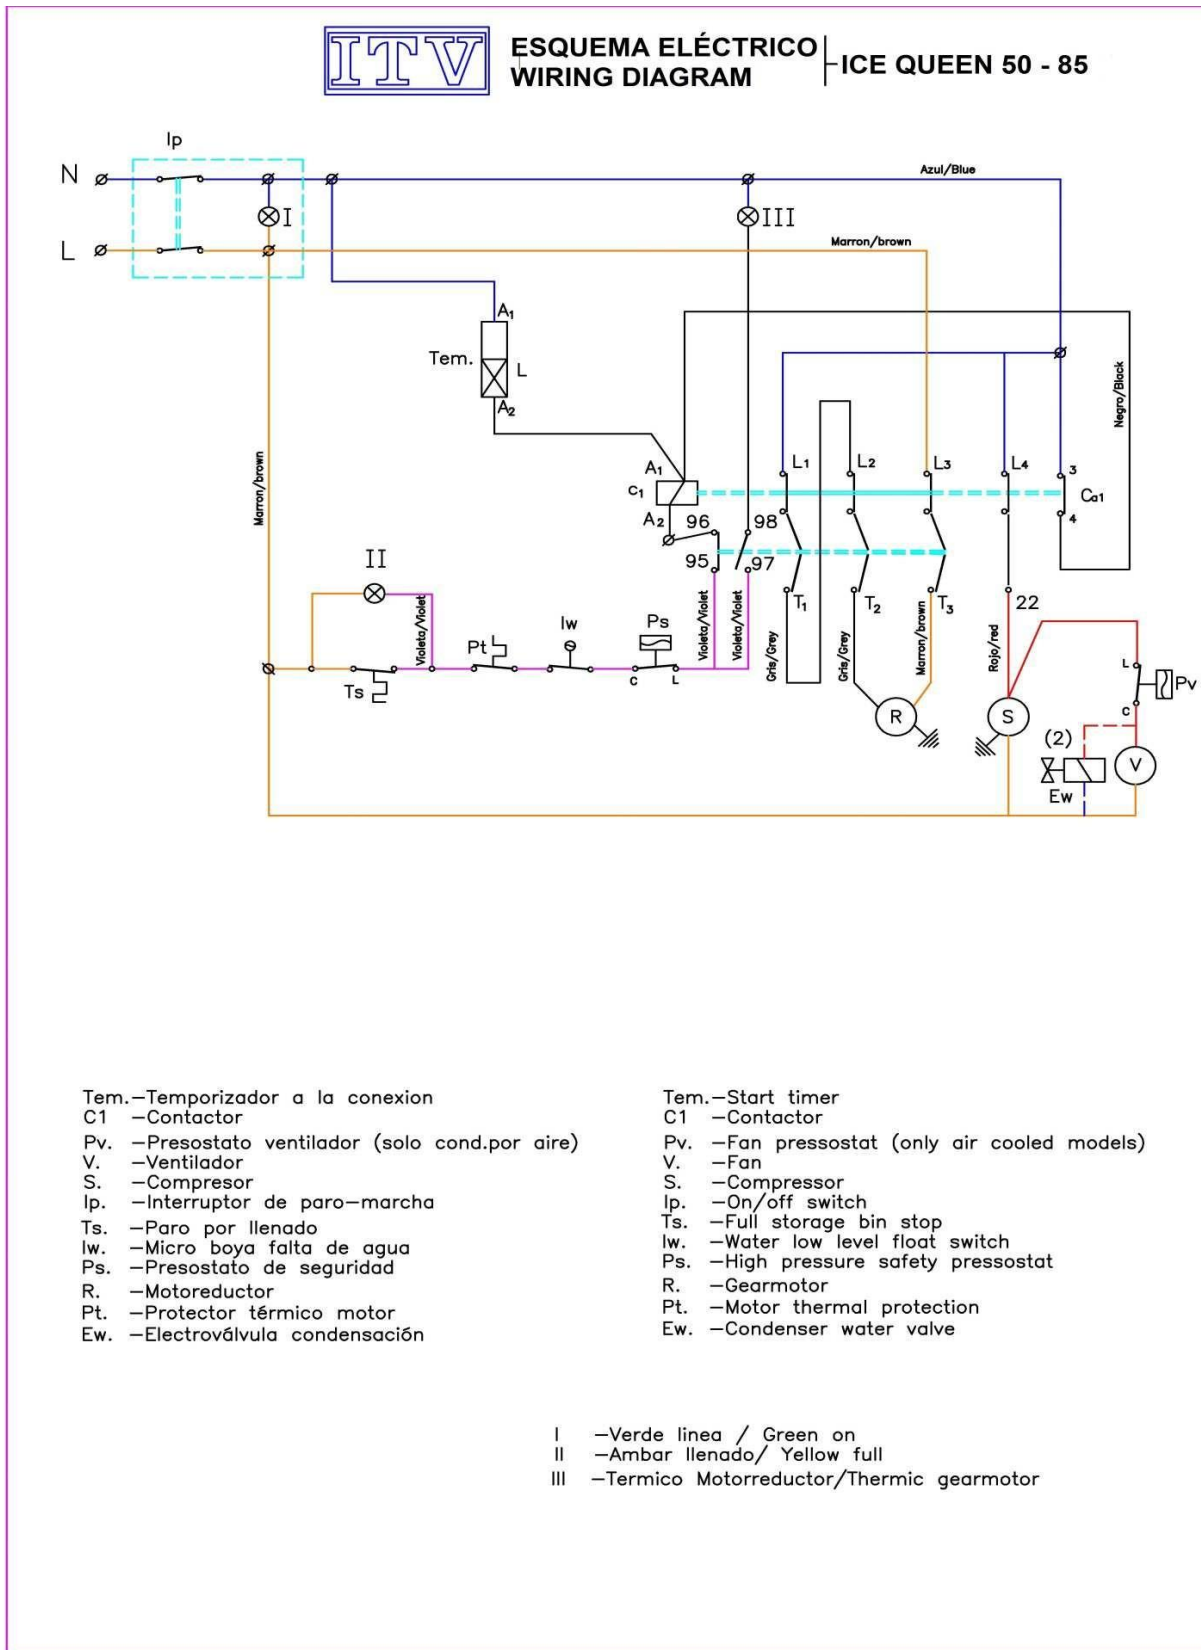 ITV
ESQUEMA ELÉCTRICO
WIRING DIAGRAM
ICE QUEEN 50 - 85
Ip
N
Azul/Blue
I
III
L
Marron/brown
A1
Tem.
L
A2
Negro/Black
Marron/brown
A1
L1
L2
L3
L4
3
C1
Ca1
A2
96
98
4
II
95
97
T1
T2
T3
22
Violeta/Violet
Violeta/Violet
Violeta/Violet
Gris/Grey
Gris/Grey
Marron/brown
Rojo/red
Pt
Iw
Ps
Ts
C
L
L
Pv
C
R
S
(2)
V
Ew
Tem.–Temporizador a la conexion
C1 –Contactor
Pv. –Presostato ventilador (solo cond.por aire)
V. –Ventilador
S. –Compresor
Ip. –Interruptor de paro–marcha
Ts. –Paro por llenado
Iw. –Micro boya falta de agua
Ps. –Presostato de seguridad
R. –Motoreductor
Pt. –Protector térmico motor
Ew. –Electroválvula condensación
Tem.–Start timer
C1 –Contactor
Pv. –Fan pressostat (only air cooled models)
V. –Fan
S. –Compressor
Ip. –On/off switch
Ts. –Full storage bin stop
Iw. –Water low level float switch
Ps. –High pressure safety pressostat
R. –Gearmotor
Pt. –Motor thermal protection
Ew. –Condenser water valve
I –Verde linea / Green on
II –Ambar llenado/ Yellow full
III –Termico Motorreductor/Thermic gearmotor